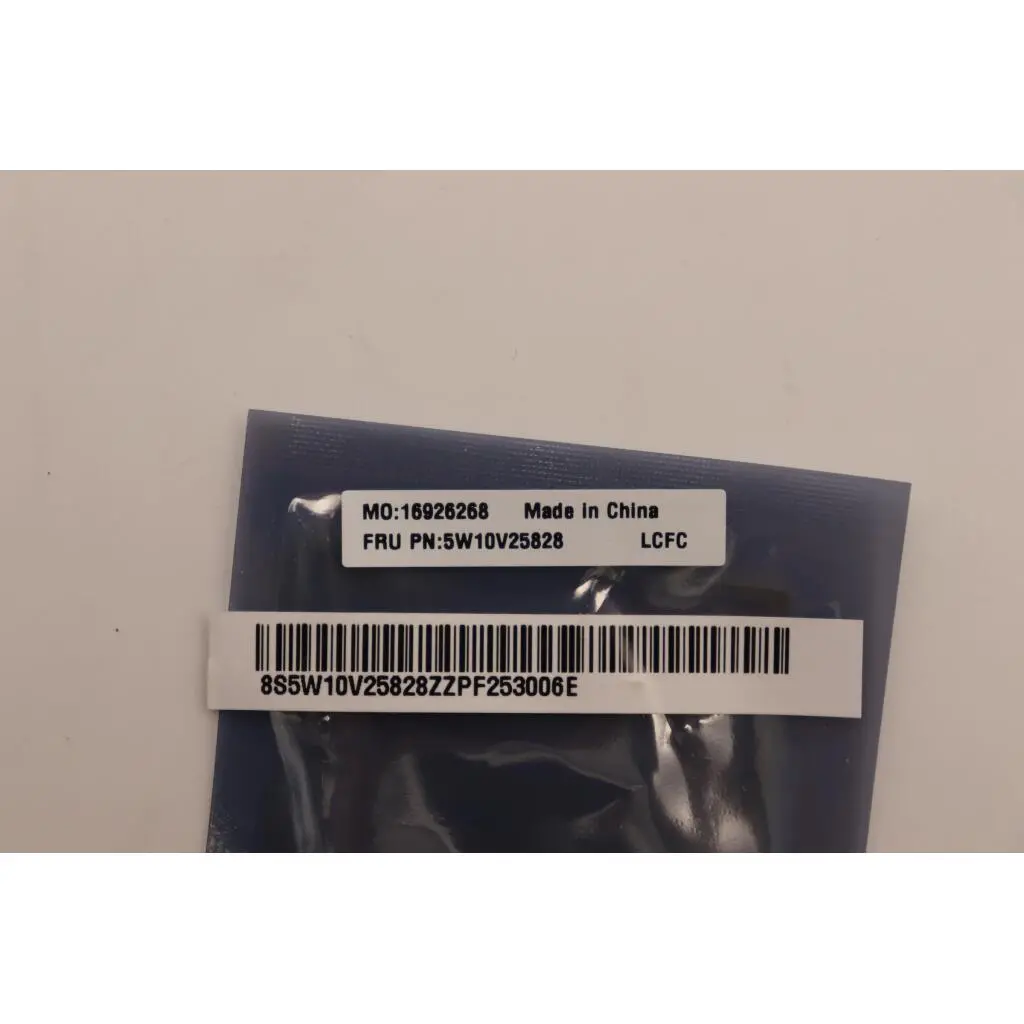 MO:16926268 Made in China
FRU PN:5W10V25828 LCFC
8S5W10V25828ZZPF253006E